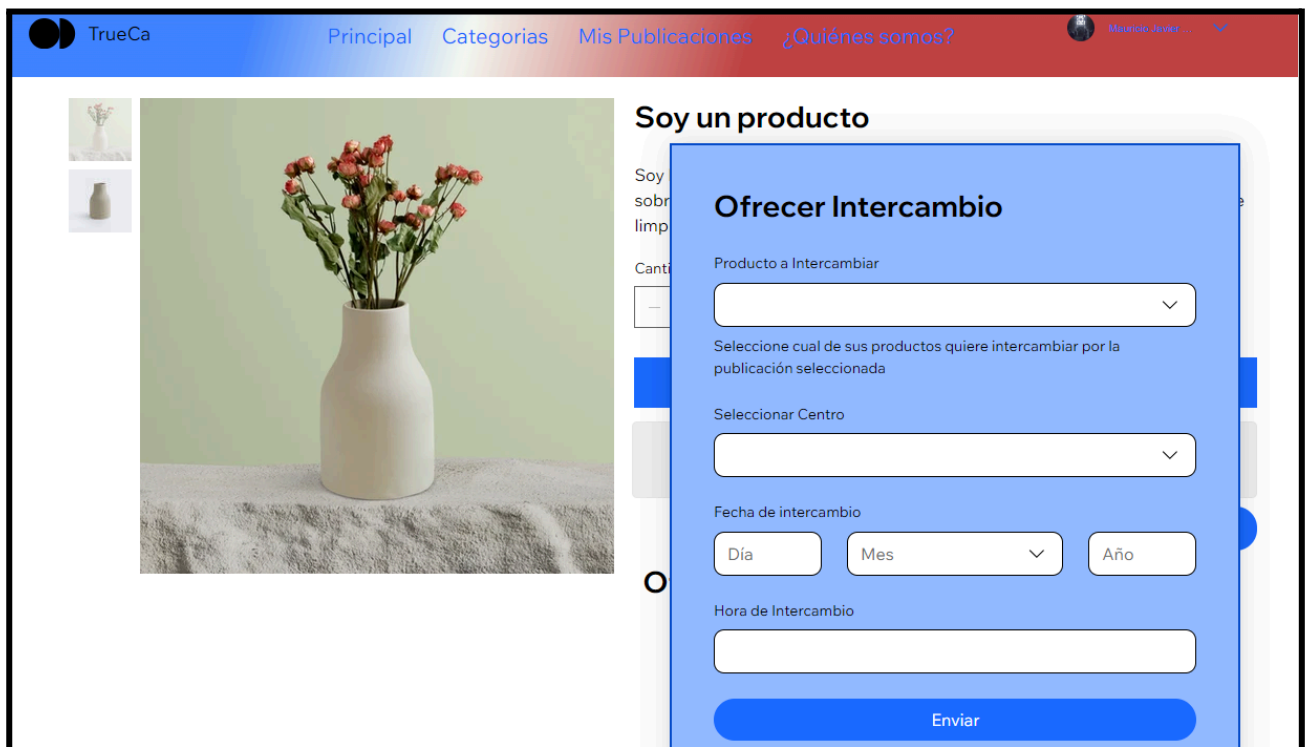 TrueCa
Principal Categorias Mis Publicaciones ¿Quiénes somos?
Soy un producto
Soy
sobr
limp
Canti
Ofrecer Intercambio
Producto a Intercambiar
Seleccione cual de sus productos quiere intercambiar por la
publicación seleccionada
Seleccionar Centro
Fecha de intercambio
Día Mes Año
O
Hora de Intercambio
Enviar